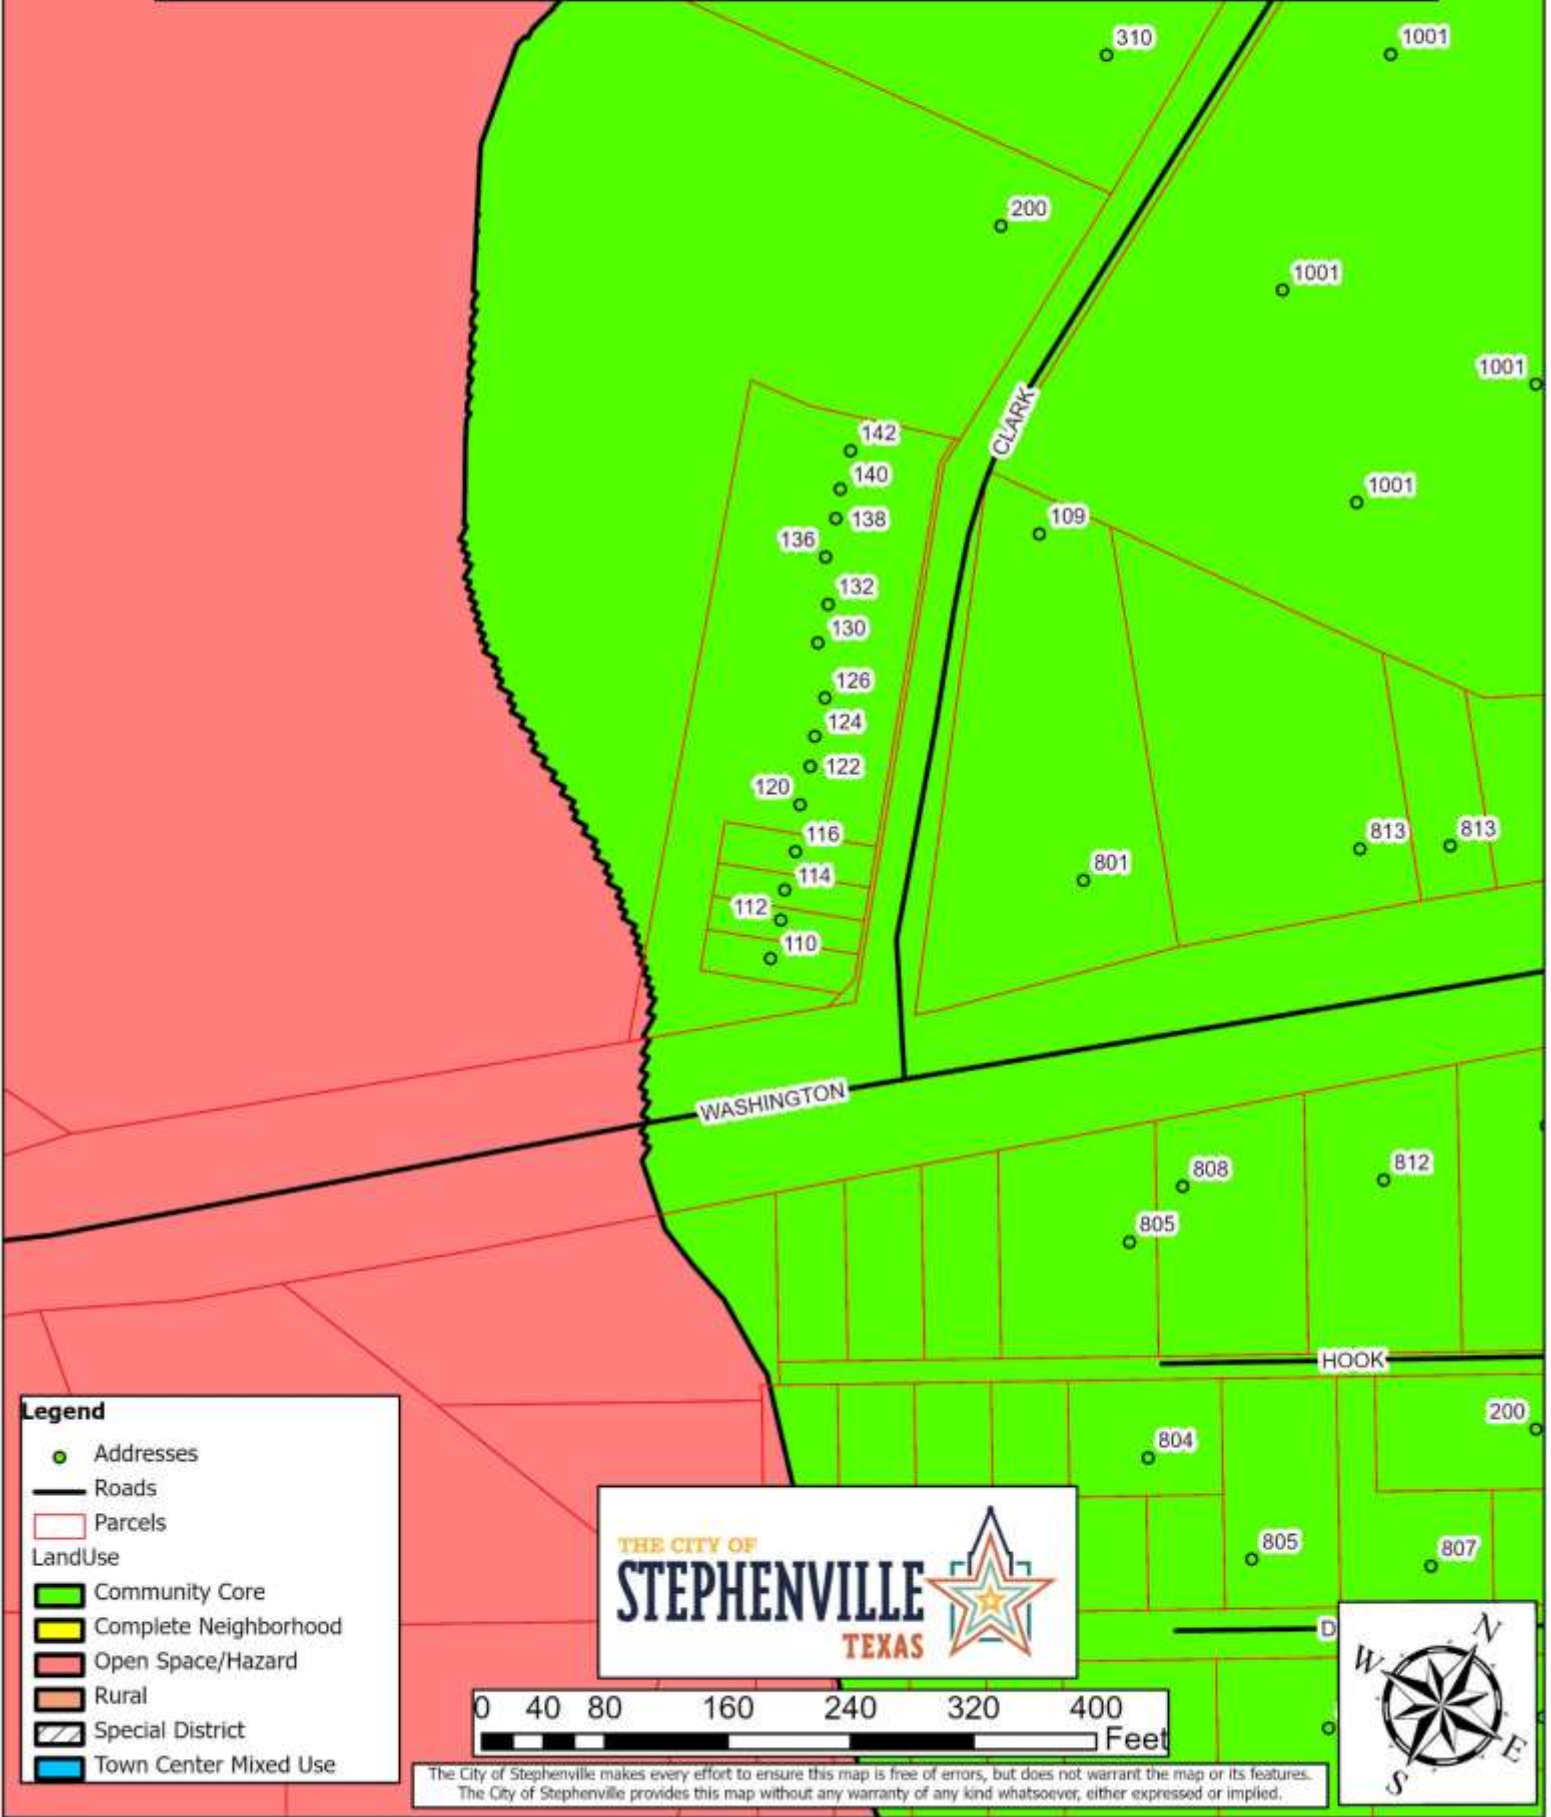 310
1001
200
1001
1001
CLARK
142
140
1001
138
109
136
132
130
126
124
122
120
116
813
813
114
801
112
110
WASHINGTON
808
812
805
HOOK
Legend
Addresses
Roads
Parcels
LandUse
Community Core
Complete Neighborhood
Open Space/Hazard
Rural
Special District
Town Center Mixed Use
200
804
805
807
THE CITY OF
STEPHENVILLE
TEXAS
D
N
W
E
S
0 40 80 160 240 320 400
Feet
The City of Stephenville makes every effort to ensure this map is free of errors, but does not warrant the map or its features.
The City of Stephenville provides this map without any warranty of any kind whatsoever, either expressed or implied.